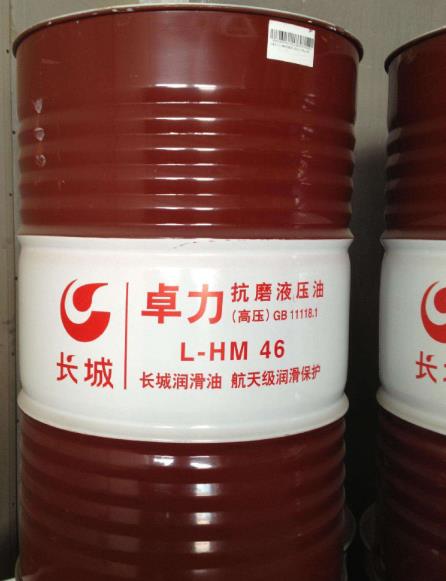 长城
卓力
抗磨液压油
(高压) GB 11118.1
L-HM 46
长城润滑油 航天级润滑保护
长